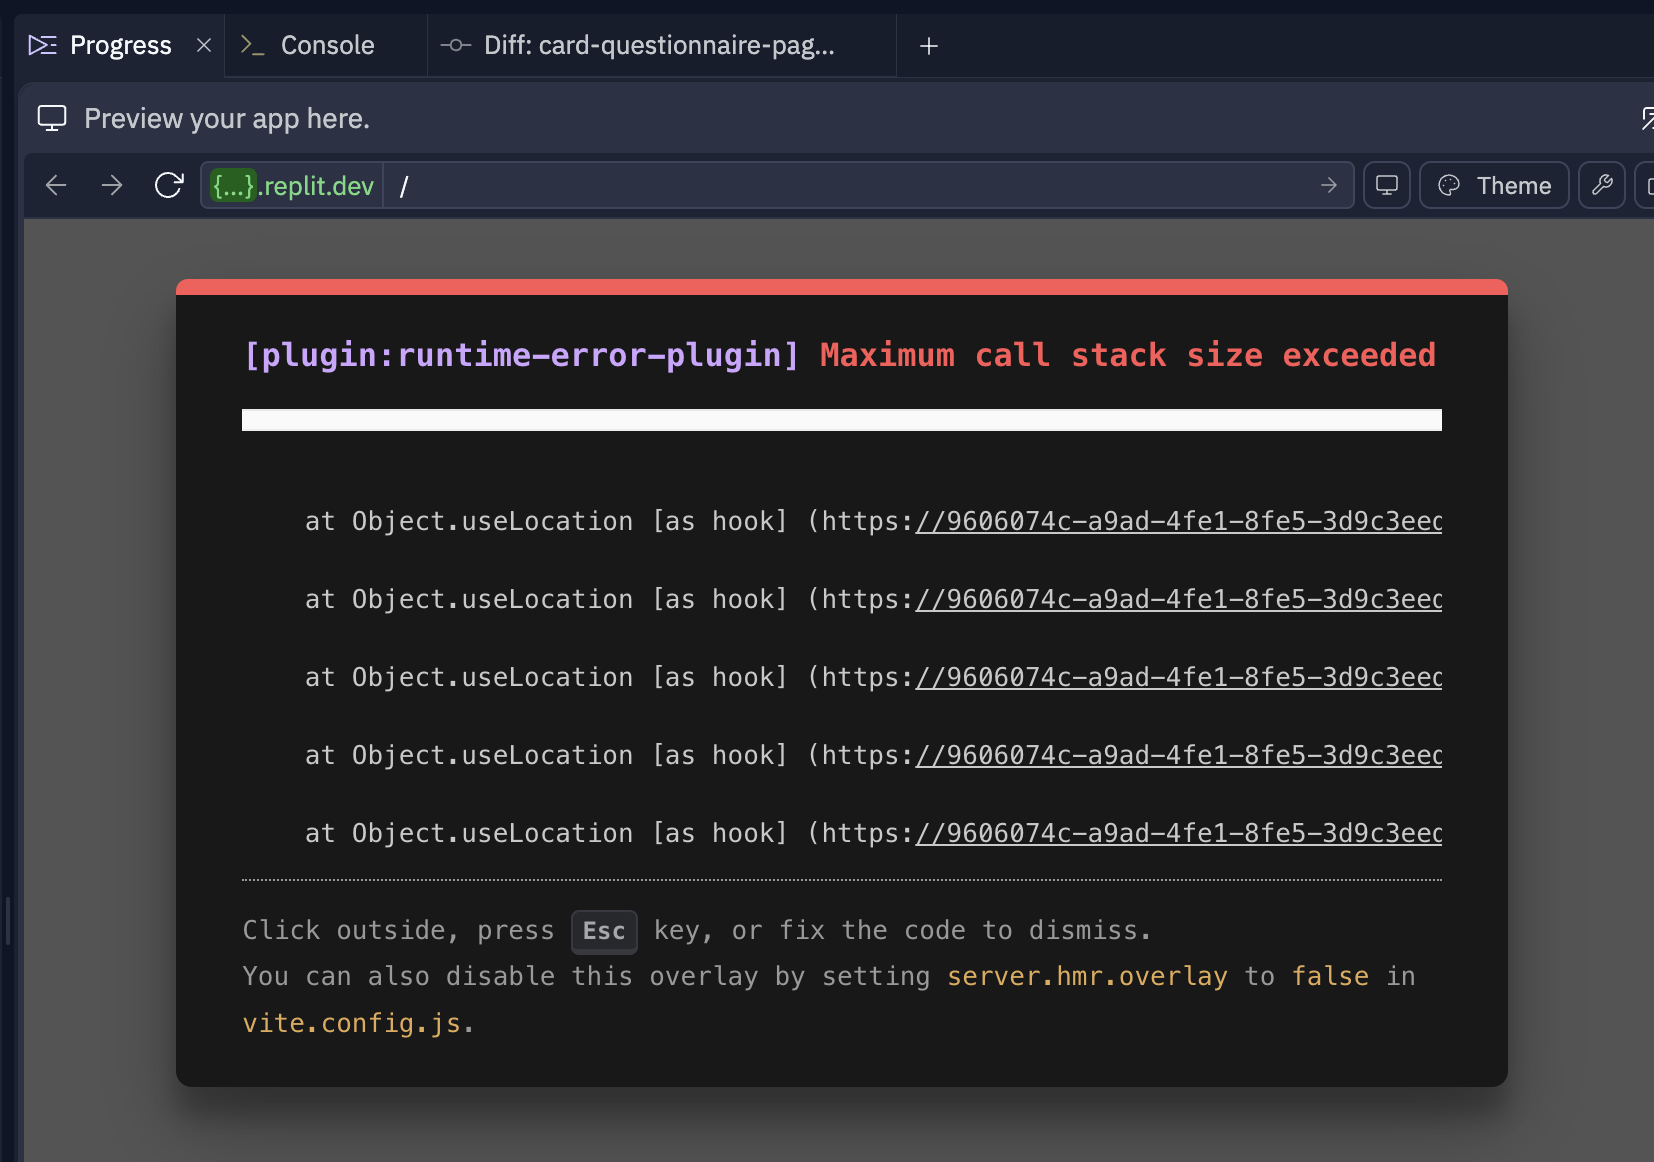 Progress
Console
Diff: card-questionnaire-pag...
Preview your app here.
{...}.replit.dev /
Theme
[plugin:runtime-error-plugin] Maximum call stack size exceeded
at Object.useLocation [as hook] (https://9606074c-a9ad-4fe1-8fe5-3d9c3eed
at Object.useLocation [as hook] (https://9606074c-a9ad-4fe1-8fe5-3d9c3eed
at Object.useLocation [as hook] (https://9606074c-a9ad-4fe1-8fe5-3d9c3eed
at Object.useLocation [as hook] (https://9606074c-a9ad-4fe1-8fe5-3d9c3eed
at Object.useLocation [as hook] (https://9606074c-a9ad-4fe1-8fe5-3d9c3eed
Click outside, press Esc key, or fix the code to dismiss.
You can also disable this overlay by setting server.hmr.overlay to false in
vite.config.js.